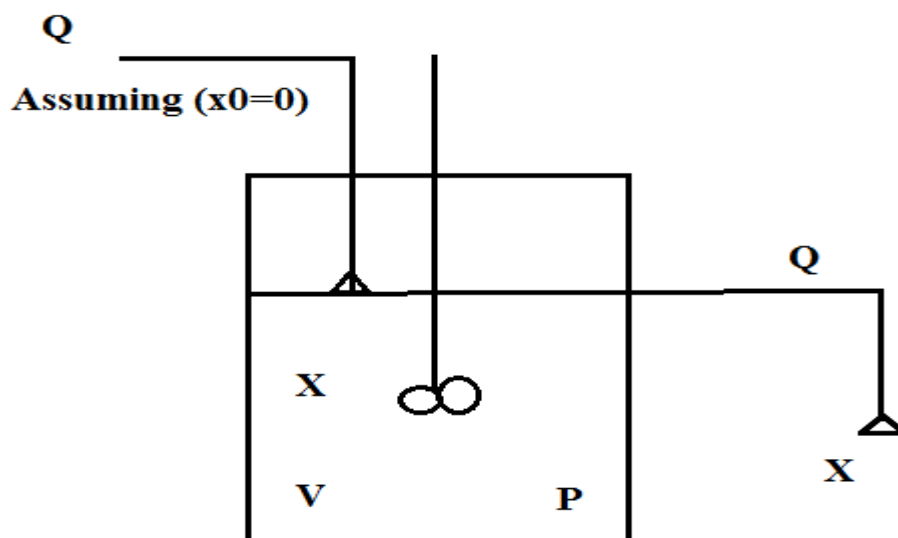 Q
Assuming (x0=0)
Q
X
X
V
P